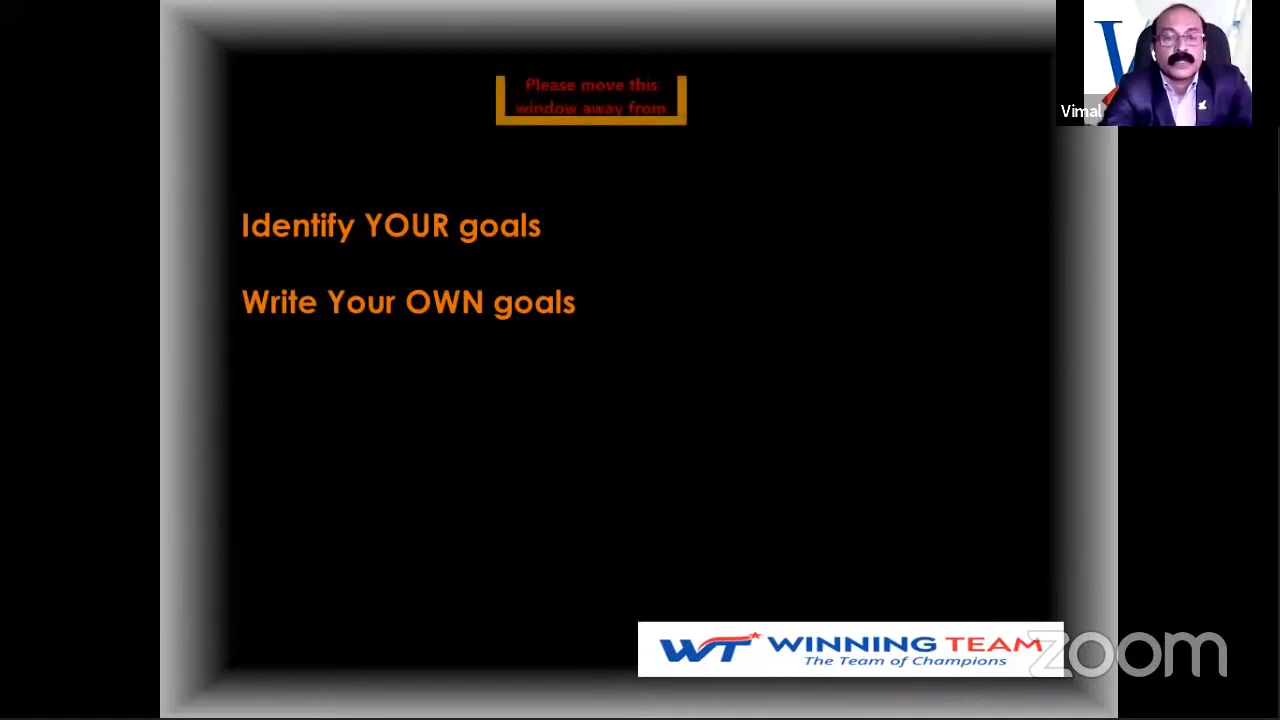 Please move this
window away from
Vimal
Identify YOUR goals
Write Your OWN goals
WT WINNING TEAM
The Team of Champions
zoom